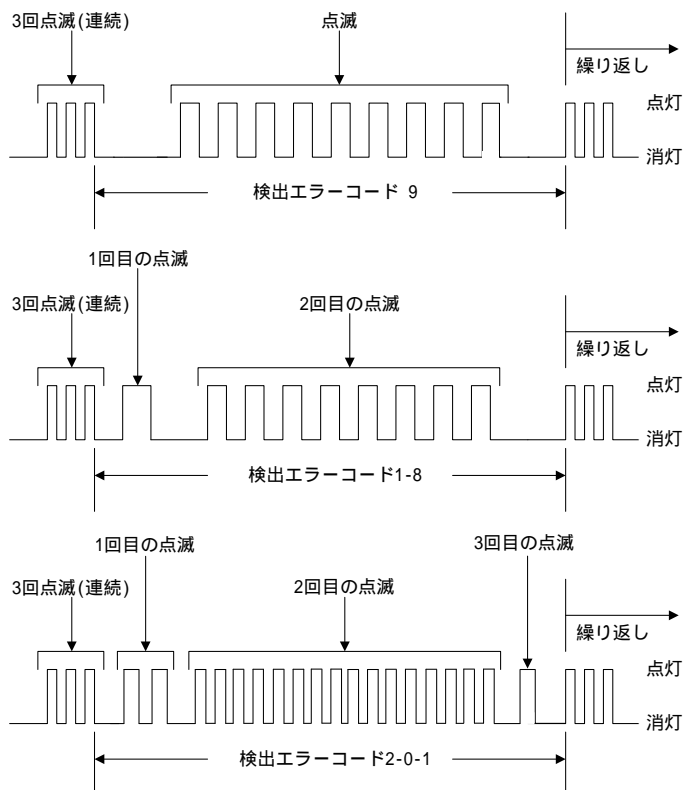 3回点滅(連続)
点滅
繰り返し
点灯
消灯
検出エラーコード 9
1回目の点滅
3回点滅(連続)
2回目の点滅
繰り返し
点灯
消灯
検出エラーコード1-8
1回目の点滅
3回目の点滅
3回点滅(連続)
2回目の点滅
繰り返し
点灯
消灯
検出エラーコード2-0-1